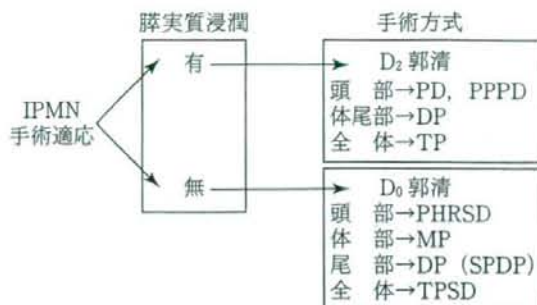 膵実質浸潤
手術方式
IPMN
手術適応
有
D₂ 郭清
頭 部→PD, PPPD
体尾部→DP
全 体→TP
無
D₀ 郭清
頭 部→PHRSD
体 部→MP
尾 部→DP（SPDP）
全 体→TPSD